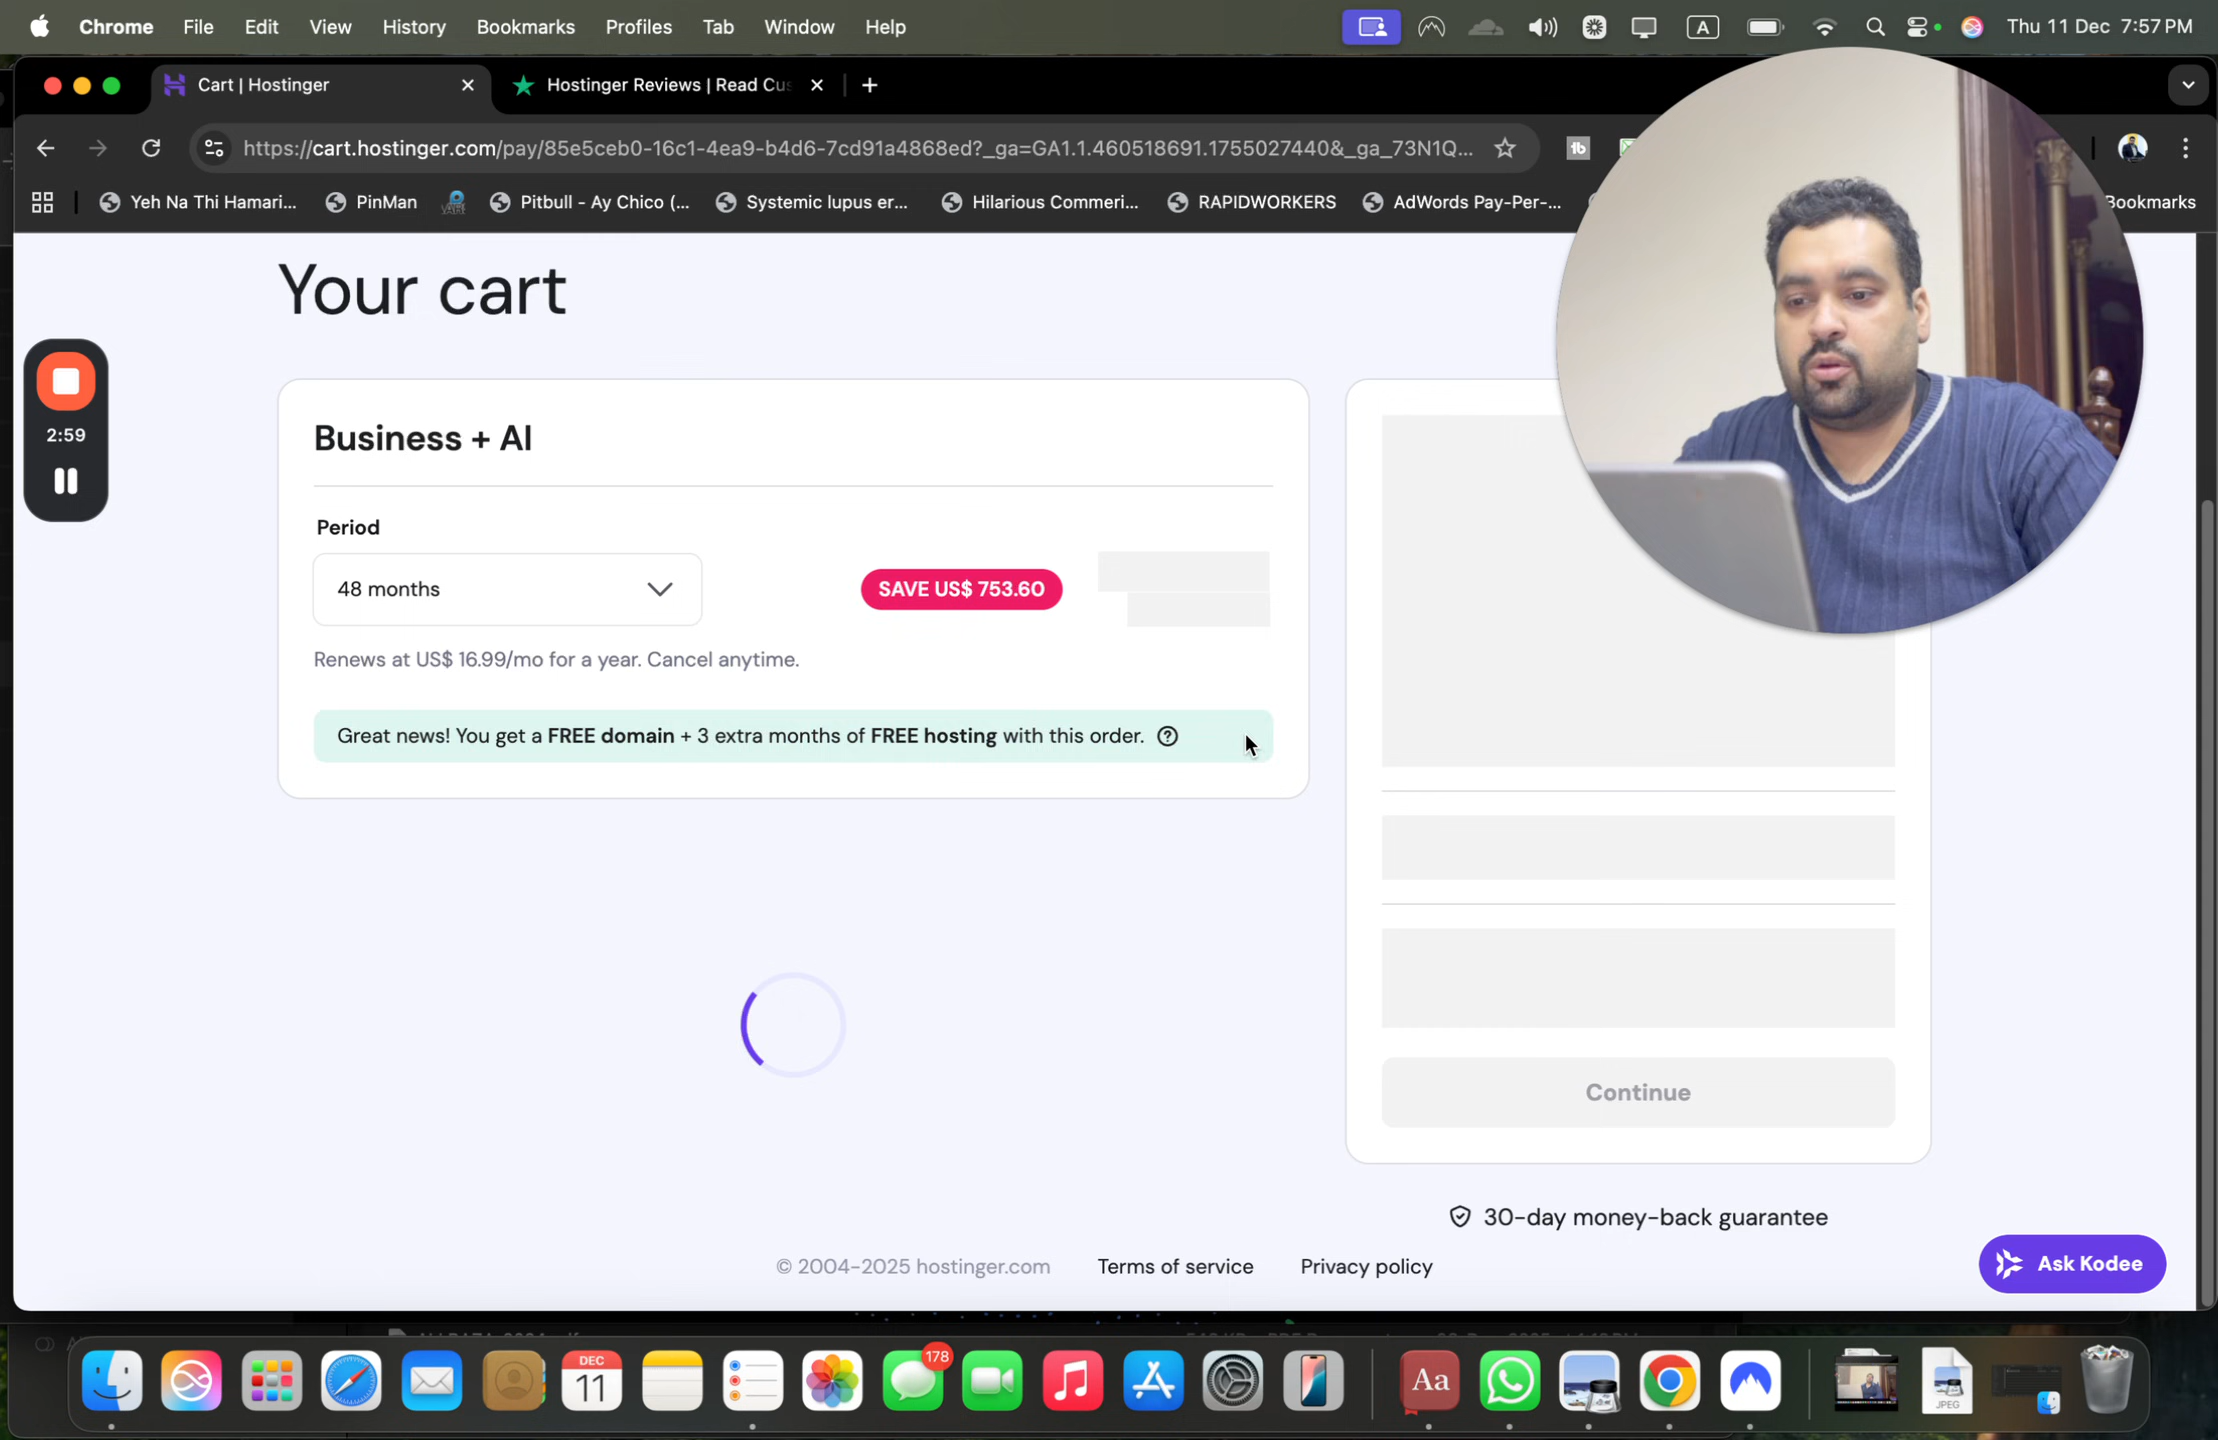 Chrome File Edit View History Bookmarks Profiles Tab Window Help A Thu 11 Dec 7:57 PM
Cart | Hostinger Hostinger Reviews | Read Cus
https://cart.hostinger.com/pay/85e5ceb0-16c1-4ea9-b4d6-7cd91a4868ed?_ga=GA1.1.460518691.1755027440&_ga_73N1Q...
Yeh Na Thi Hamari... PinMan Pitbull - Ay Chico (... Systemic lupus er... Hilarious Commeri... RAPIDWORKERS AdWords Pay-Per-... Bookmarks
Your cart
2:59
Business + AI
Period
48 months
SAVE US$ 753.60
Renews at US$ 16.99/mo for a year. Cancel anytime.
Great news! You get a FREE domain + 3 extra months of FREE hosting with this order.
Continue
30-day money-back guarantee
© 2004-2025 hostinger.com Terms of service Privacy policy
Ask Kodee
DEC
11
178
Aa
JPEG